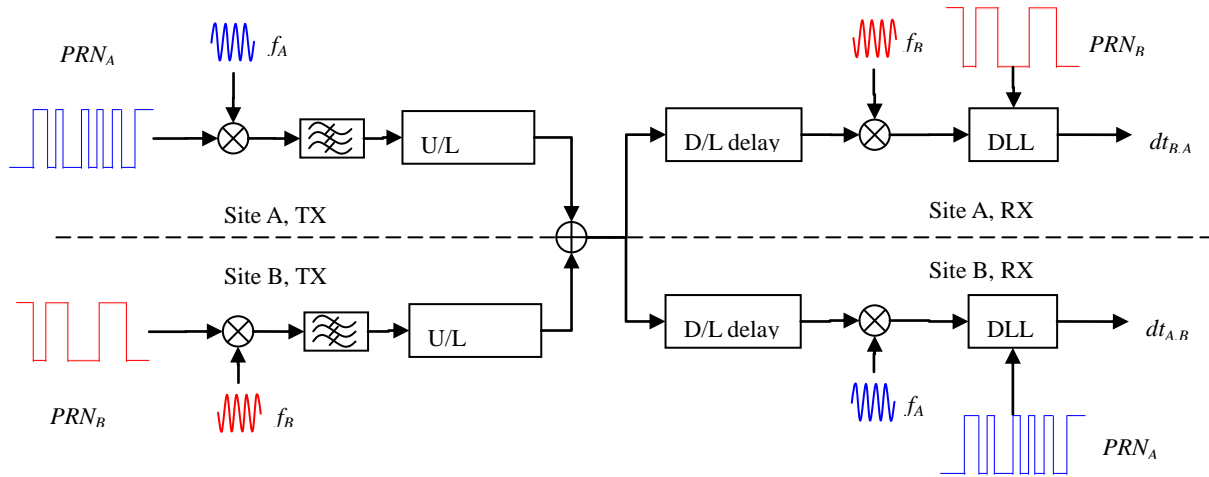 PRN_A
f_A
f_B
PRN_B
U/L
D/L delay
DLL
dt_B,A
Site A, TX
Site A, RX
Site B, TX
Site B, RX
U/L
D/L delay
DLL
dt_A,B
PRN_B
f_B
f_A
PRN_A